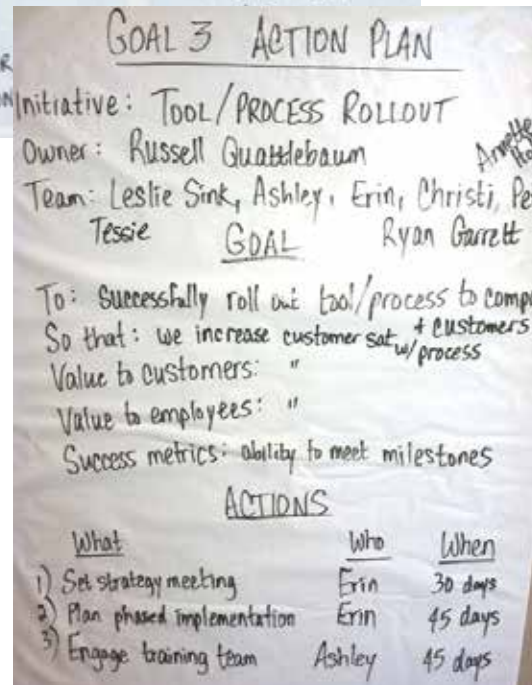 GOAL 3 ACTION PLAN
Initiative: TOOL/PROCESS ROLLOUT
Owner: Russell Quattlebaum
Team: Leslie Sink, Ashley, Erin, Christi,
Tessie Ryan Garrett
GOAL
To: Successfully roll out tool/process to
+ customers
So that: we increase customer sat w/process
Value to customers: "
Value to employees: "
Success metrics: ability to meet milestones
ACTIONS
What Who When
1) Set strategy meeting Erin 30 days
2) Plan phased implementation Erin 45 days
3) Engage training team Ashley 45 days